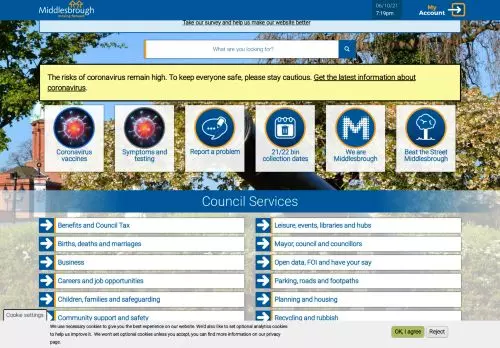 Middlesbrough
moving forward
06/10/21
7:19pm
My
Account
Take our survey and help us make our website better
What are you looking for?
The risks of coronavirus remain high. To keep everyone safe, please stay cautious. Get the latest information about
coronavirus.
Coronavirus
vaccines
Symptoms and
testing
Report a problem
21/22 bin
collection dates
We are
Middlesbrough
Beat the Street
Middlesbrough
Council Services
Benefits and Council Tax
Leisure, events, libraries and hubs
Births, deaths and marriages
Mayor, council and councillors
Business
Open data, FOI and have your say
Careers and job opportunities
Parking, roads and footpaths
Children, families and safeguarding
Planning and housing
Community support and safety
Recycling and rubbish
Cookie settings
We use necessary cookies to give you the best experience on our website. We'd also like to set optional analytics cookies
to help us improve it. We won't set optional cookies unless you accept, you can find more information on our privacy
page.
OK, I agree
Reject